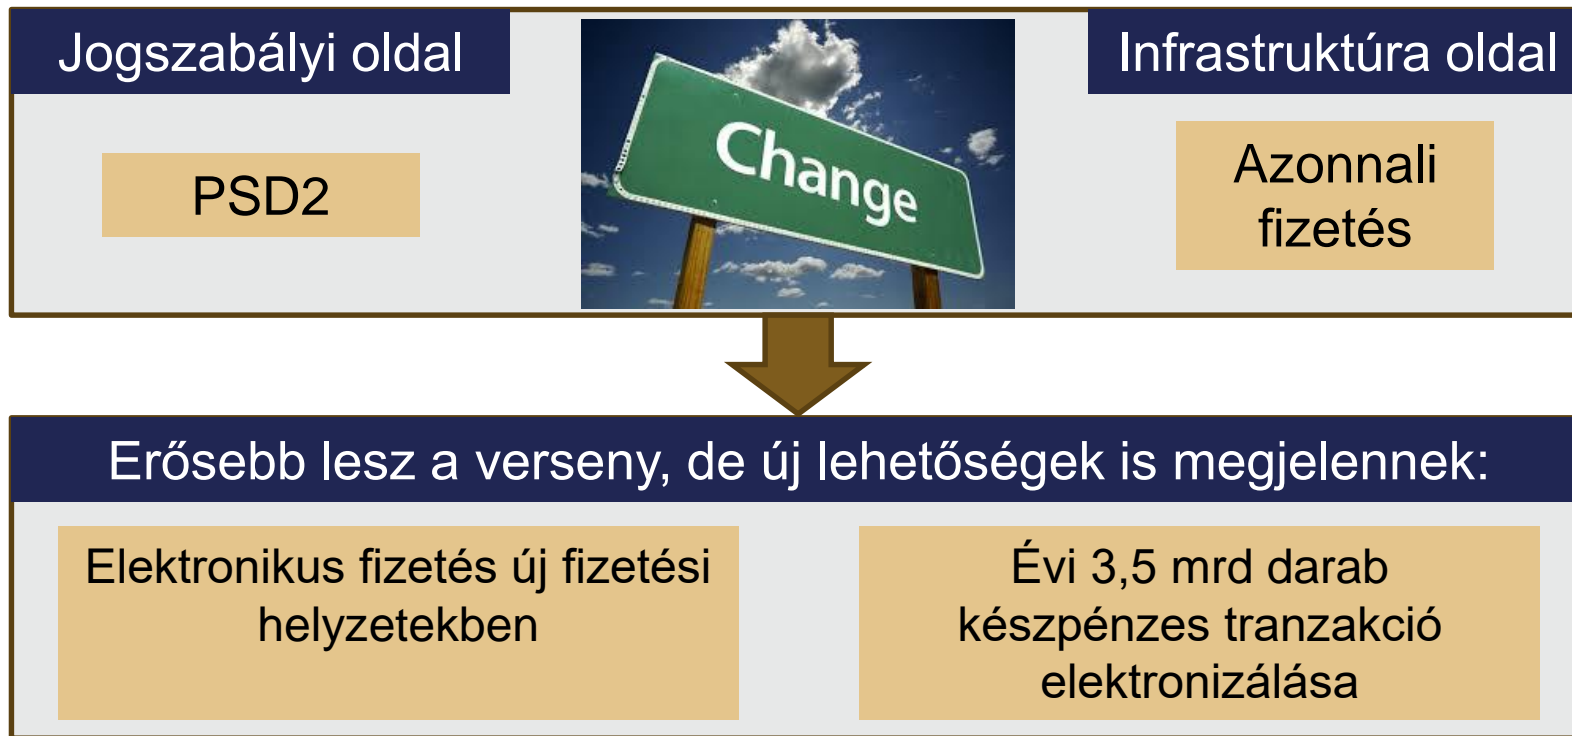 Jogszabályi oldal
Change
Infrastruktúra oldal
PSD2
Azonnali
fizetés
Erősebb lesz a verseny, de új lehetőségek is megjelennek:
Elektronikus fizetés új fizetési
helyzetekben
Évi 3,5 mrd darab
készpénzes tranzakció
elektronizálása